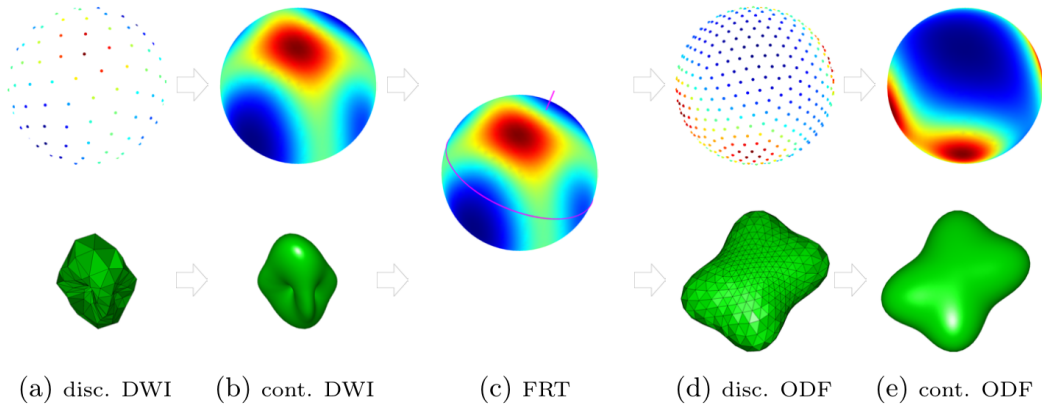 (a) disc. DWI
(b) cont. DWI
(c) FRT
(d) disc. ODF
(e) cont. ODF